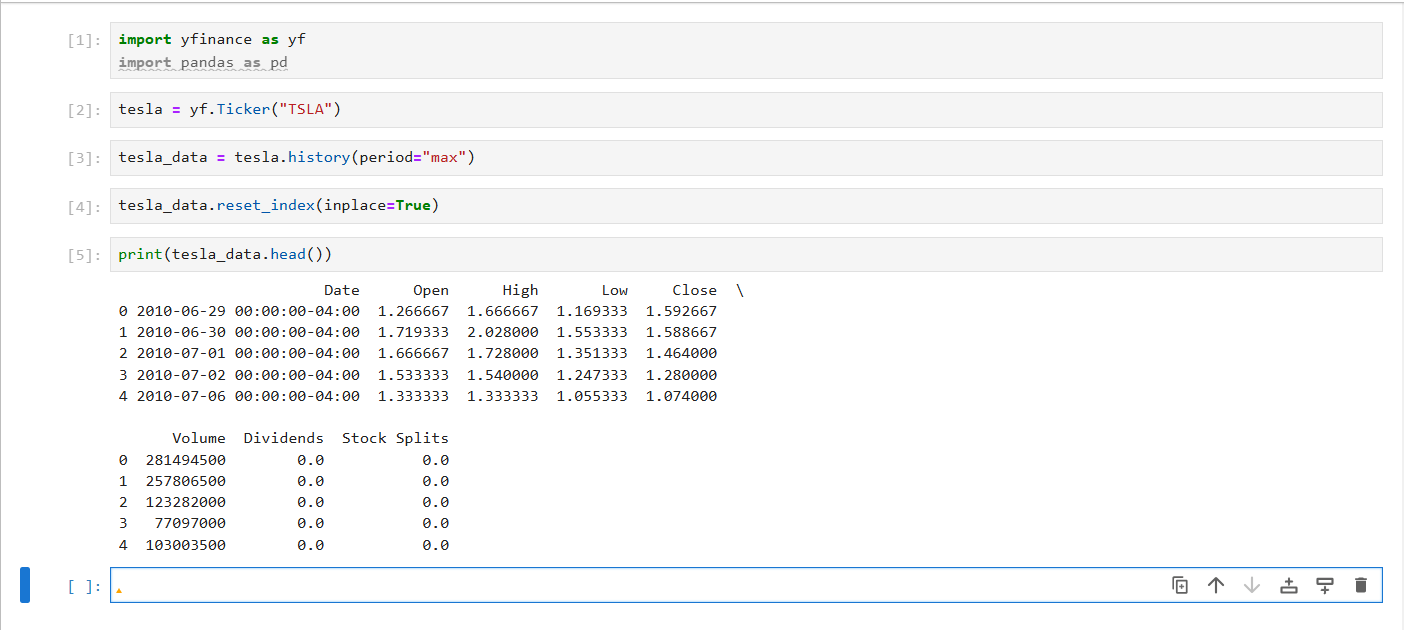 [1]: import yfinance as yf
import pandas as pd
[2]: tesla = yf.Ticker("TSLA")
[3]: tesla_data = tesla.history(period="max")
[4]: tesla_data.reset_index(inplace=True)
[5]: print(tesla_data.head())
Date Open High Low Close \
0 2010-06-29 00:00:00-04:00 1.266667 1.666667 1.169333 1.592667
1 2010-06-30 00:00:00-04:00 1.719333 2.028000 1.553333 1.588667
2 2010-07-01 00:00:00-04:00 1.666667 1.728000 1.351333 1.464000
3 2010-07-02 00:00:00-04:00 1.533333 1.540000 1.247333 1.280000
4 2010-07-06 00:00:00-04:00 1.333333 1.333333 1.055333 1.074000
Volume Dividends Stock Splits
0 281494500 0.0 0.0
1 257806500 0.0 0.0
2 123282000 0.0 0.0
3 77097000 0.0 0.0
4 103003500 0.0 0.0
[ ]: